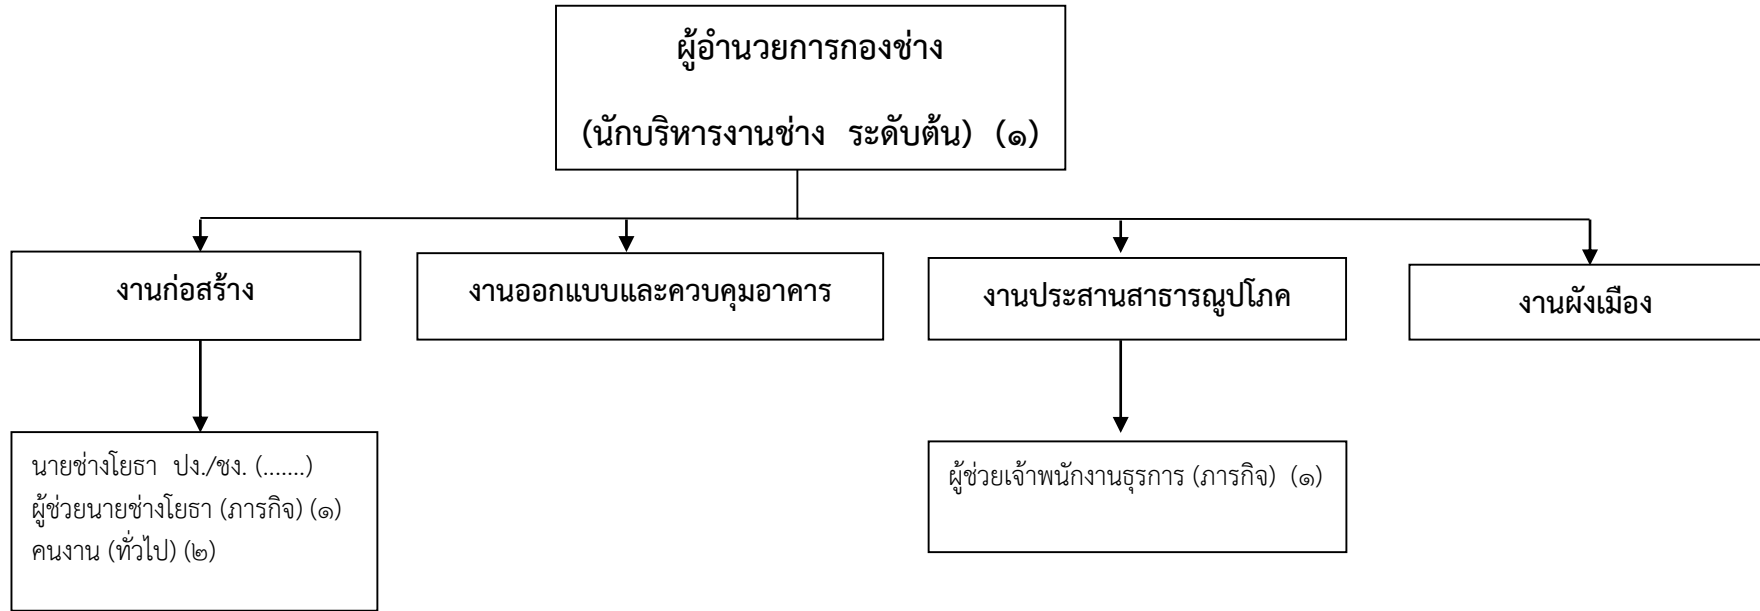 ผู้อำนวยการกองช่าง
(นักบริหารงานช่าง ระดับต้น) (๑)
งานก่อสร้าง
งานออกแบบและควบคุมอาคาร
งานประสานสาธารณูปโภค
งานผังเมือง
นายช่างโยธา ปง./ชง. (.......)
ผู้ช่วยนายช่างโยธา (ภารกิจ) (๑)
คนงาน (ทั่วไป) (๒)
ผู้ช่วยเจ้าพนักงานธุรการ (ภารกิจ) (๑)